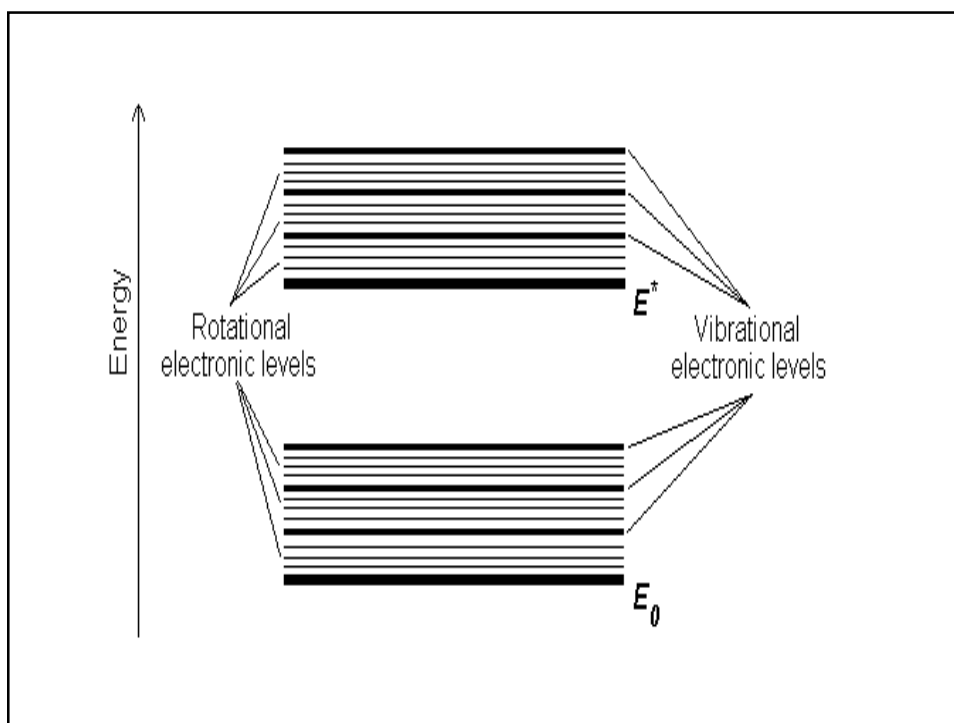 Energy
E*
Rotational
electronic levels
Vibrational
electronic levels
E0